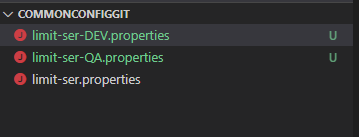 COMMONCONFIGGIT
limit-ser-DEV.properties U
limit-ser-QA.properties U
limit-ser.properties